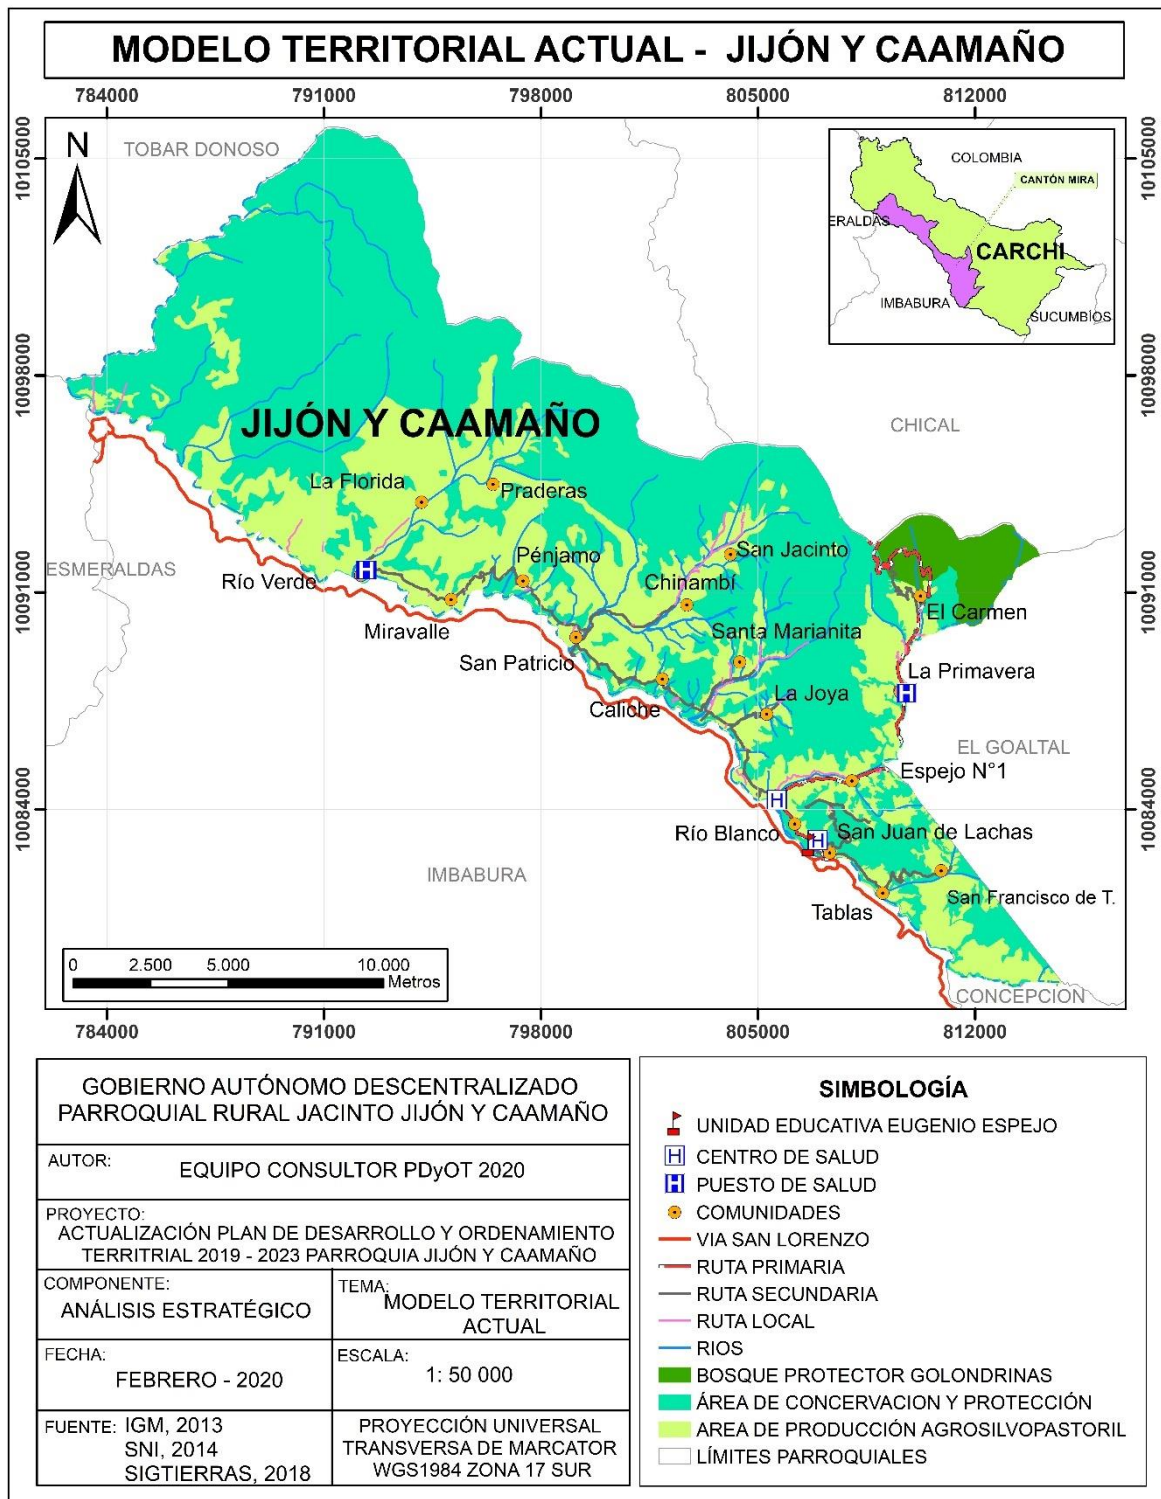 MODELO TERRITORIAL ACTUAL - JIJÓN Y CAAMAÑO
784000 791000 798000 805000 812000
10105000 10105000
10098000 10098000
10091000 10091000
10084000 10084000
N
TOBAR DONOSO
COLOMBIA
CANTÓN MIRA
ERALDAS
CARCHI
IMBABURA
SUCUMBÍOS
CHICAL
JIJÓN Y CAAMAÑO
La Florida
Praderas
San Jacinto
Pénjamo
Chinambí
ESMERALDAS
Río Verde
El Carmen
Miravalle
Santa Marianita
San Patricio
La Primavera
La Joya
Caliche
EL GOALTAL
Espejo N°1
Río Blanco
San Juan de Lachas
IMBABURA
San Francisco de T.
Tablas
CONCEPCION
0 2.500 5.000 10.000
Metros
784000 791000 798000 805000 812000
GOBIERNO AUTÓNOMO DESCENTRALIZADO
PARROQUIAL RURAL JACINTO JIJÓN Y CAAMAÑO
AUTOR:
EQUIPO CONSULTOR PDyOT 2020
PROYECTO:
ACTUALIZACIÓN PLAN DE DESARROLLO Y ORDENAMIENTO
TERRITRIAL 2019 - 2023 PARROQUIA JIJÓN Y CAAMAÑO
COMPONENTE:
ANÁLISIS ESTRATÉGICO
TEMA:
MODELO TERRITORIAL
ACTUAL
FECHA:
FEBRERO - 2020
ESCALA:
1: 50 000
FUENTE: IGM, 2013
SNI, 2014
SIGTIERRAS, 2018
PROYECCIÓN UNIVERSAL
TRANSVERSA DE MARCATOR
WGS1984 ZONA 17 SUR
SIMBOLOGÍA
UNIDAD EDUCATIVA EUGENIO ESPEJO
H CENTRO DE SALUD
H PUESTO DE SALUD
COMUNIDADES
VIA SAN LORENZO
RUTA PRIMARIA
RUTA SECUNDARIA
RUTA LOCAL
RIOS
BOSQUE PROTECTOR GOLONDRINAS
ÁREA DE CONCERVACION Y PROTECCIÓN
AREA DE PRODUCCIÓN AGROSILVOPASTORIL
LÍMITES PARROQUIALES